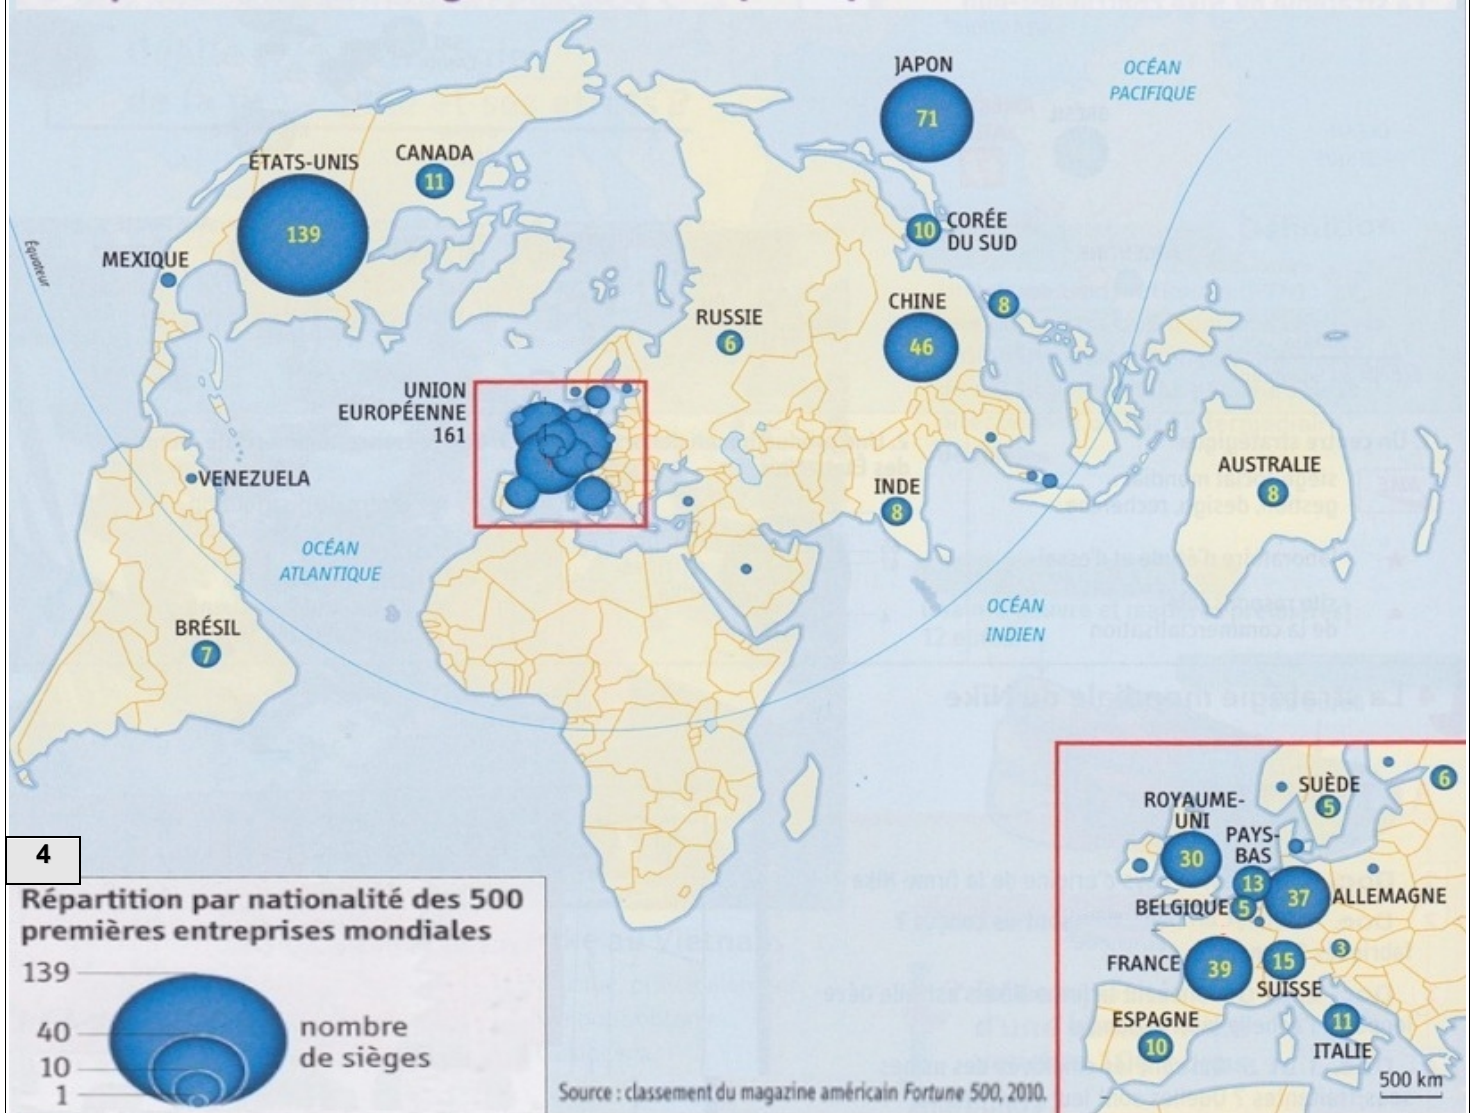 JAPON
71
OCÉAN
PACIFIQUE
ÉTATS-UNIS
139
CANADA
11
CORÉE
DU SUD
10
MEXIQUE
Équateur
CHINE
46
8
RUSSIE
6
UNION
EUROPÉENNE
161
VENEZUELA
INDE
8
AUSTRALIE
8
OCÉAN
ATLANTIQUE
OCÉAN
INDIEN
BRÉSIL
7
4
Répartition par nationalité des 500
premières entreprises mondiales
139
40
10
1
nombre
de sièges
Source : classement du magazine américain Fortune 500, 2010.
SUÈDE
5
6
ROYAUME-
UNI
30
PAYS-
BAS
13
BELGIQUE
5
37
ALLEMAGNE
FRANCE
39
15
SUISSE
3
ESPAGNE
10
11
ITALIE
500 km